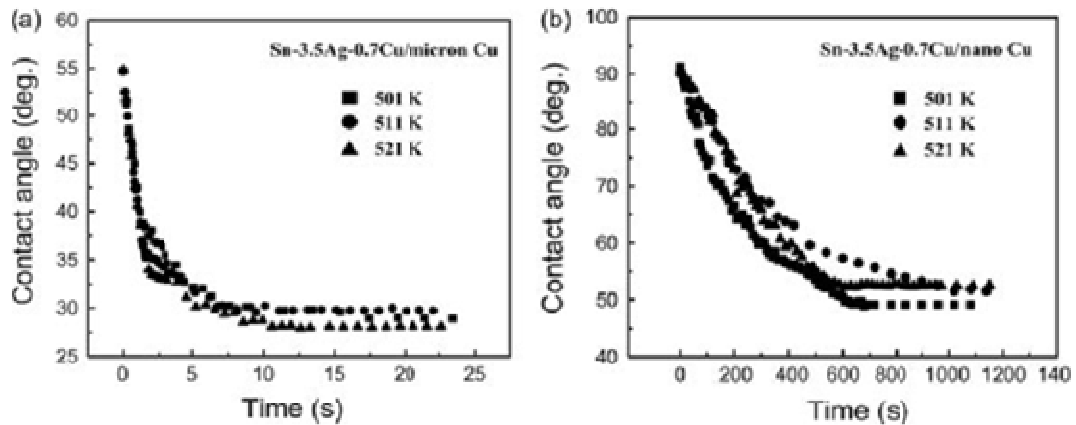 (a)
60
55
50
45
40
35
30
25
Contact angle (deg.)
Sn-3.5Ag-0.7Cu/micron Cu
501 K
511 K
521 K
0 5 10 15 20 25
Time (s)
(b)
100
90
80
70
60
50
40
Contact angle (deg.)
Sn-3.5Ag-0.7Cu/nano Cu
501 K
511 K
521 K
0 200 400 600 800 1000 1200 140
Time (s)